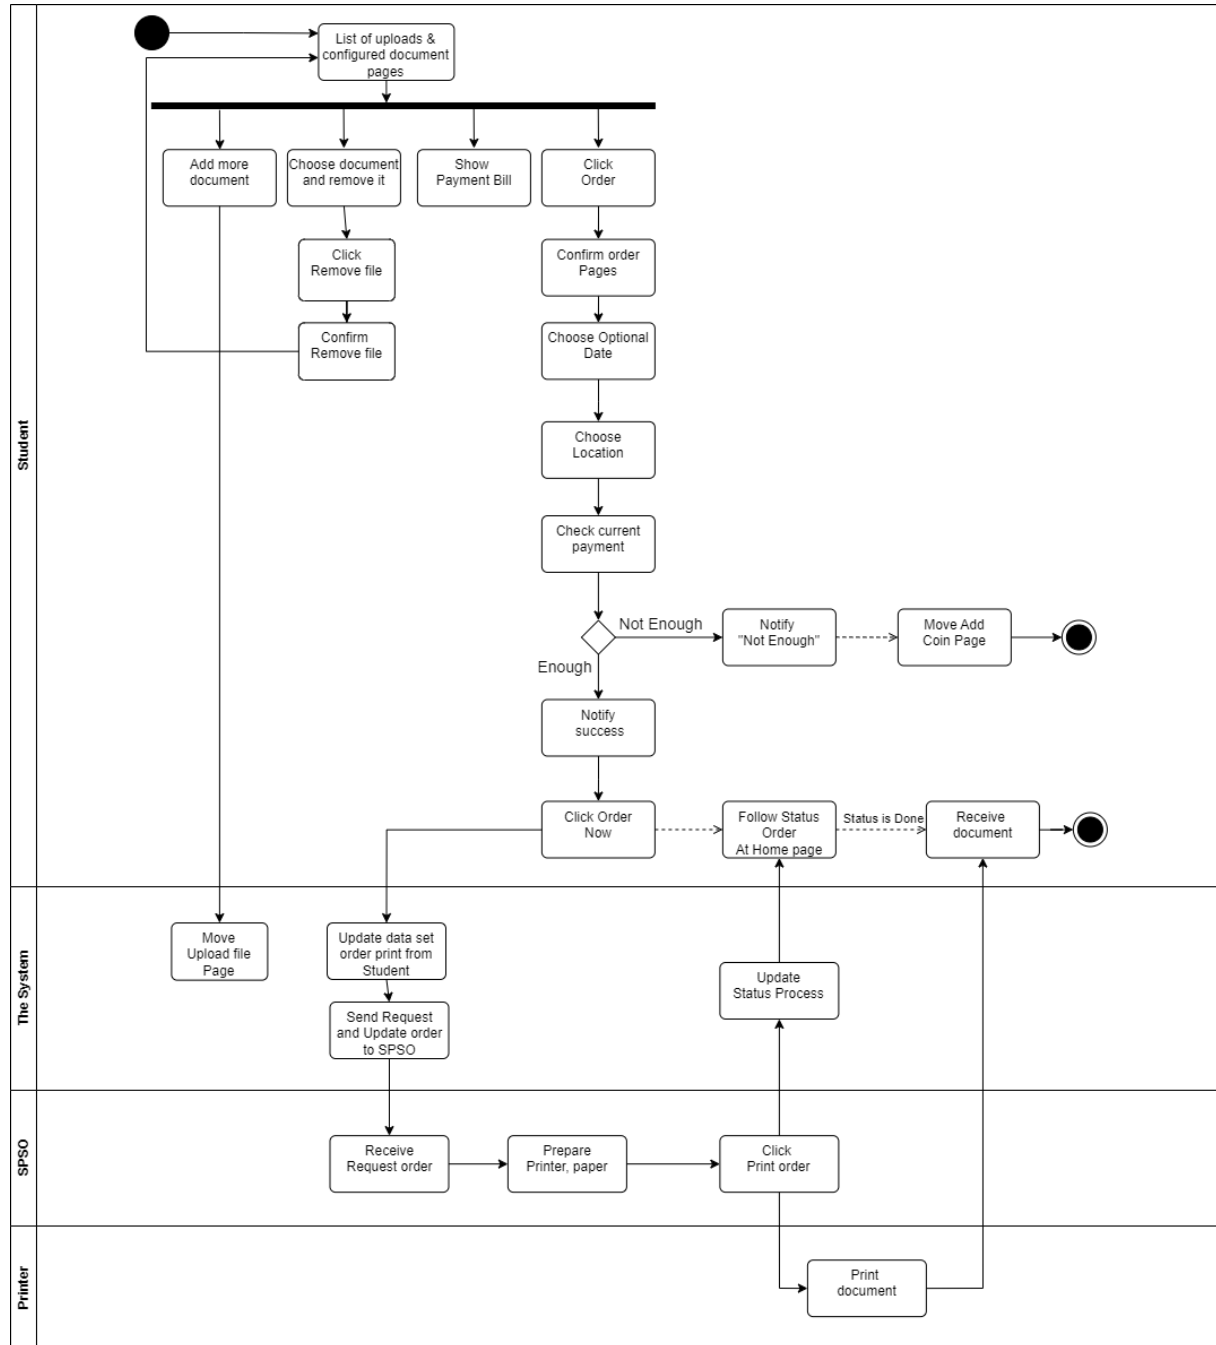 Student
List of uploads &
configured document
pages
Add more
document
Choose document
and remove it
Show
Payment Bill
Click
Order
Click
Remove file
Confirm order
Pages
Confirm
Remove file
Choose Optional
Date
Choose
Location
Check current
payment
Not Enough
Notify
"Not Enough"
Move Add
Coin Page
Enough
Notify
success
Click Order
Now
Follow Status
Order
At Home page
Status is Done
Receive
document
The System
Move
Upload file
Page
Update data set
order print from
Student
Update
Status Process
Send Request
and Update order
to SPSO
SPSO
Receive
Request order
Prepare
Printer, paper
Click
Print order
Printer
Print
document